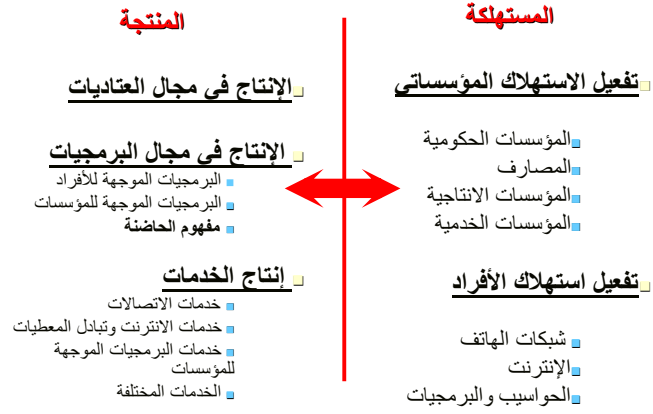 المستهلكة
تفعيل الاستهلاك المؤسساتي
المؤسسات الحكومية
المصارف
المؤسسات الانتاجية
المؤسسات الخدمية
تفعيل استهلاك الأفراد
شبكات الهاتف
الإنترنت
الحواسيب والبرمجيات
المنتجة
الإنتاج في مجال العتاديات
الإنتاج في مجال البرمجيات
البرمجيات الموجهة للأفراد
البرمجيات الموجهة للمؤسسات
مفهوم الحاضنة
إنتاج الخدمات
خدمات الاتصالات
خدمات الانترنت وتبادل المعطيات
خدمات البرمجيات الموجهة
للمؤسسات
الخدمات المختلفة